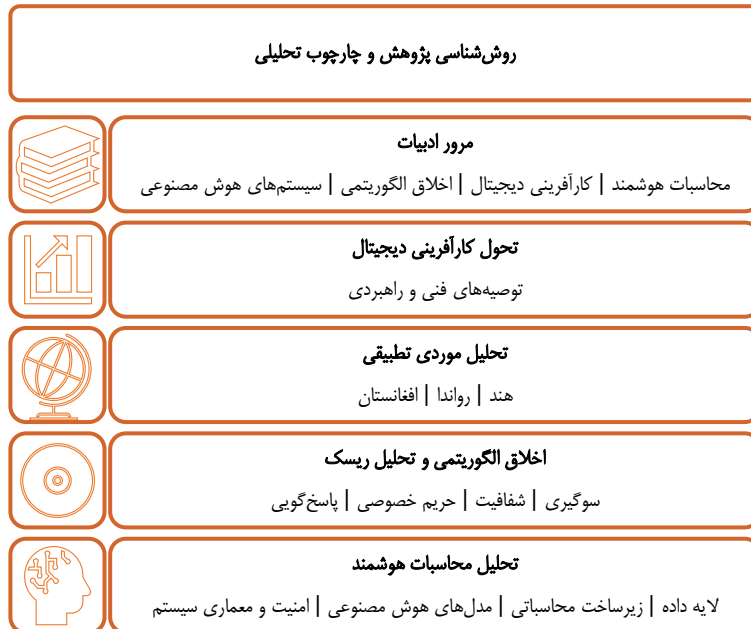 روش‌شناسی پژوهش و چارچوب تحلیلی
مرور ادبیات
محاسبات هوشمند | کارآفرینی دیجیتال | اخلاق الگوریتمی | سیستم‌های هوش مصنوعی
تحول کارآفرینی دیجیتال
توصیه‌های فنی و راهبردی
تحلیل موردی تطبیقی
هند | رواندا | افغانستان
اخلاق الگوریتمی و تحلیل ریسک
سوگیری | شفافیت | حریم خصوصی | پاسخ‌گویی
تحلیل محاسبات هوشمند
لایه داده | زیرساخت محاسباتی | مدل‌های هوش مصنوعی | امنیت و معماری سیستم